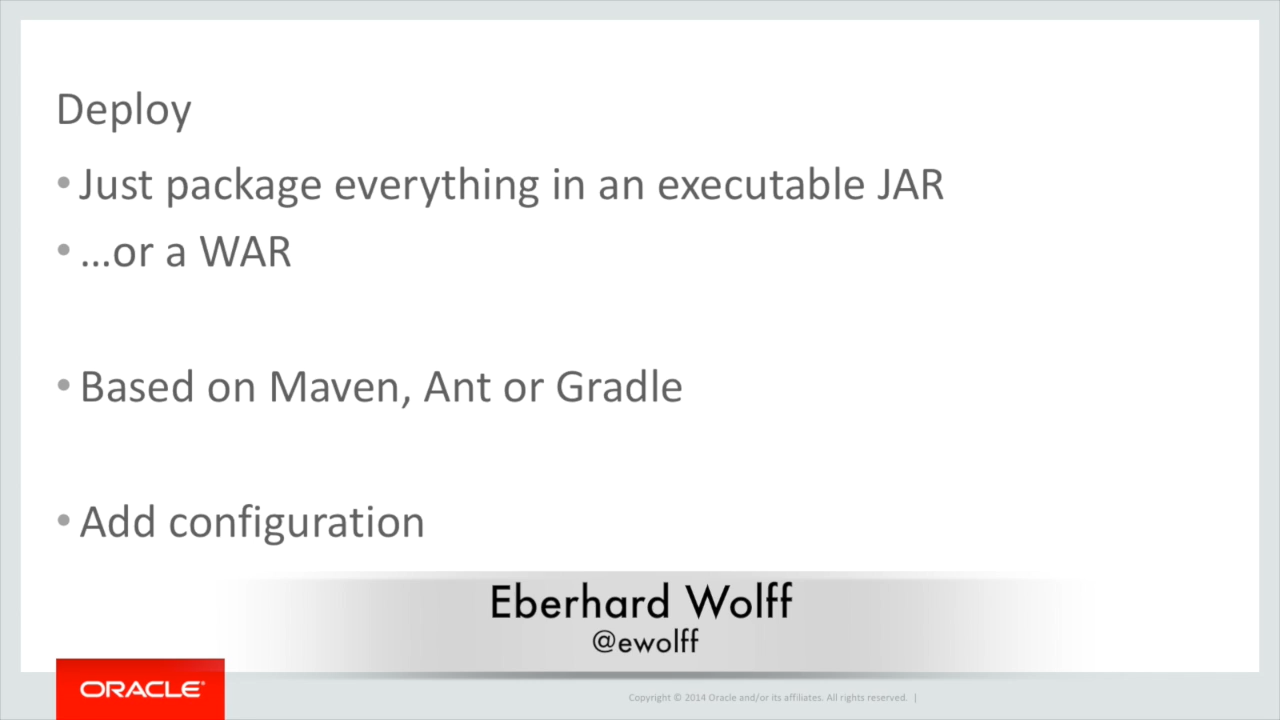 Deploy
• Just package everything in an executable JAR
• ...or a WAR
• Based on Maven, Ant or Gradle
• Add configuration
Eberhard Wolff
@ewolff
ORACLE®
Copyright © 2014 Oracle and/or its affiliates. All rights reserved. |